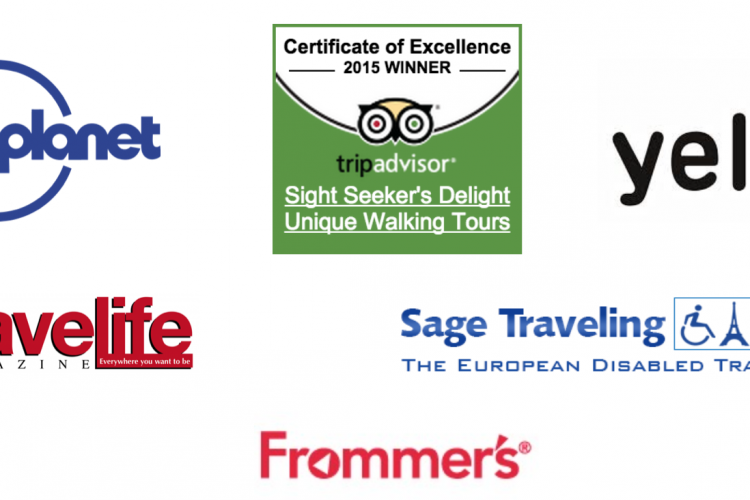 Certificate of Excellence
2015 WINNER
planet
tripadvisor®
yel
Sight Seeker's Delight
Unique Walking Tours
avelife
Everywhere you want to be
AZINE
Sage Traveling
THE EUROPEAN DISABLED TRA
Frommer's®